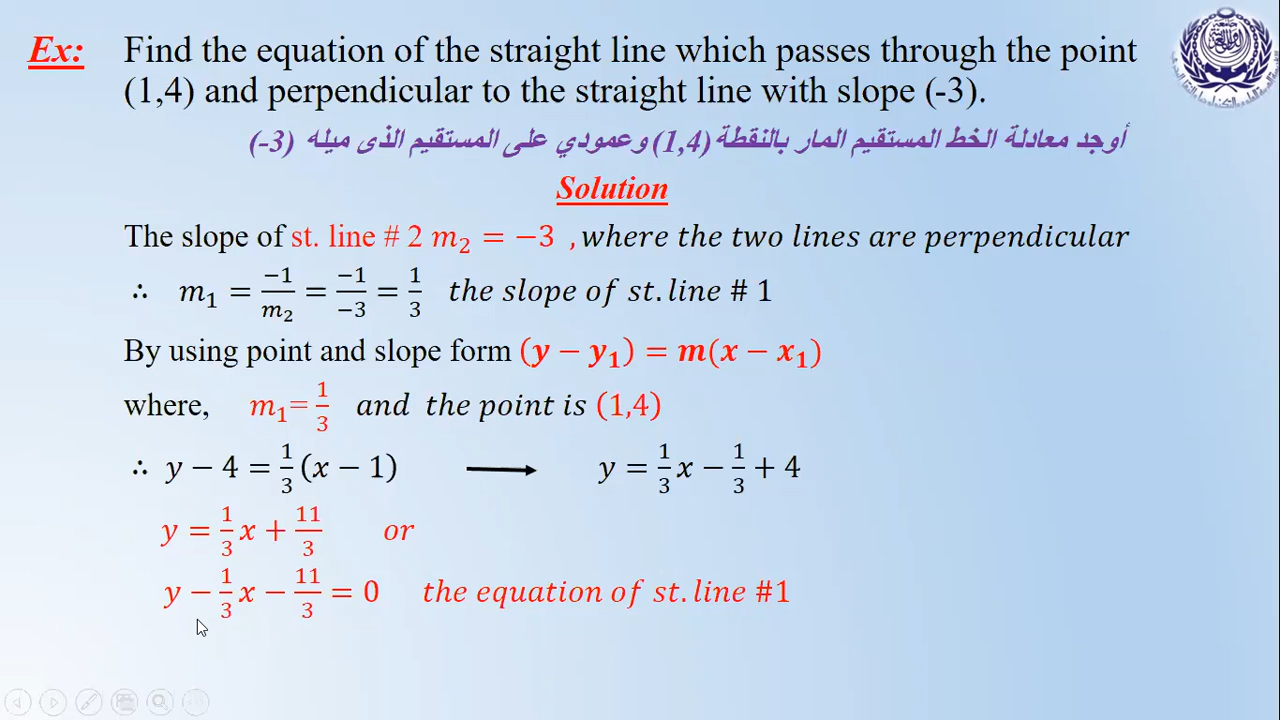 Ex: Find the equation of the straight line which passes through the point
(1,4) and perpendicular to the straight line with slope (-3).
أوجد معادلة الخط المستقيم المار بالنقطة (1,4) وعمودي على المستقيم الذى ميله (3-)
Solution
The slope of st. line # 2 m₂ = −3 , where the two lines are perpendicular
∴ m₁ = −1/m₂ = −1/−3 = 1/3 the slope of st. line # 1
By using point and slope form (y − y₁) = m(x − x₁)
where, m₁= 1/3 and the point is (1,4)
∴ y − 4 = 1/3 (x − 1) ⟶ y = 1/3 x − 1/3 + 4
y = 1/3 x + 11/3 or
y − 1/3 x − 11/3 = 0 the equation of st. line #1